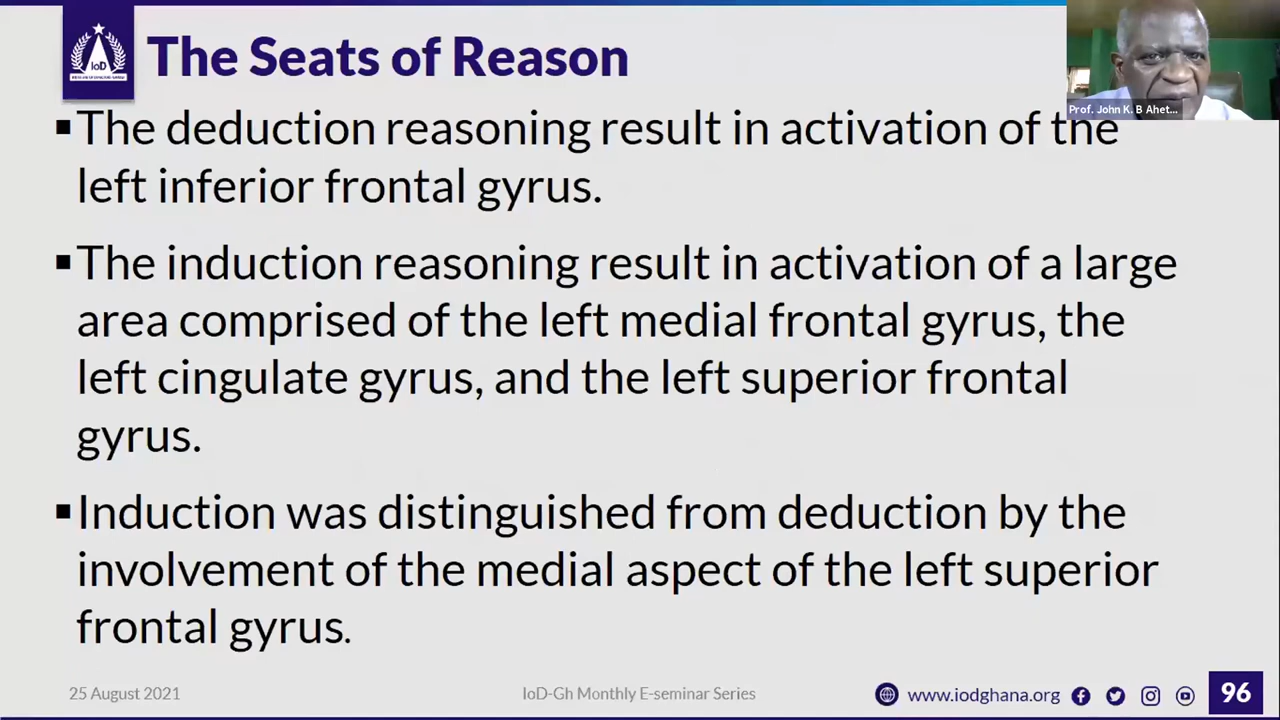 IoD
The Seats of Reason
Prof. John K. B Ahet...
▪The deduction reasoning result in activation of the
left inferior frontal gyrus.
▪The induction reasoning result in activation of a large
area comprised of the left medial frontal gyrus, the
left cingulate gyrus, and the left superior frontal
gyrus.
▪Induction was distinguished from deduction by the
involvement of the medial aspect of the left superior
frontal gyrus.
25 August 2021
IoD-Gh Monthly E-seminar Series
www.iodghana.org
96